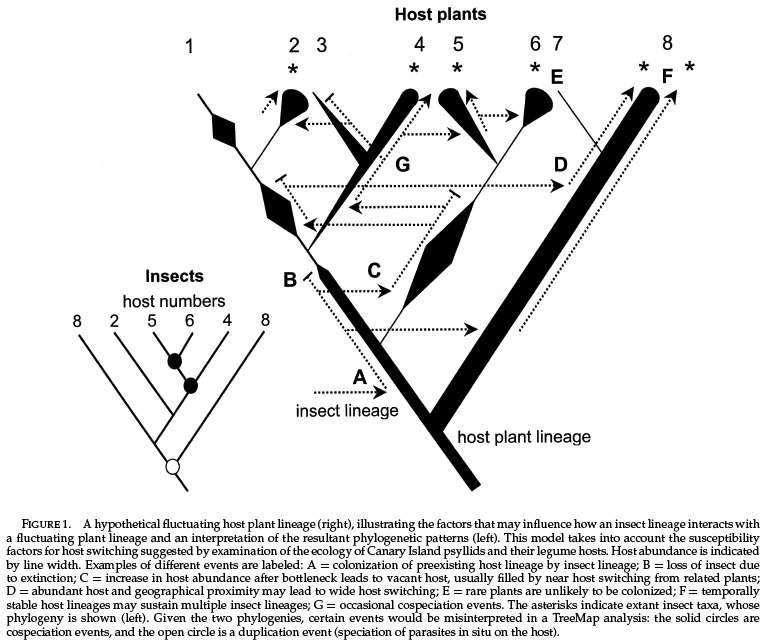 Host plants
1 2 3 4 5 6 7 8
* * * * E * F *
G
D
B
C
A
insect lineage
host plant lineage
Insects
host numbers
8 2 5 6 4 8
FIGURE 1. A hypothetical fluctuating host plant lineage (right), illustrating the factors that may influence how an insect lineage interacts with
a fluctuating plant lineage and an interpretation of the resultant phylogenetic patterns (left). This model takes into account the susceptibility
factors for host switching suggested by examination of the ecology of Canary Island psyllids and their legume hosts. Host abundance is indicated
by line width. Examples of different events are labeled: A = colonization of preexisting host lineage by insect lineage; B = loss of insect due
to extinction; C = increase in host abundance after bottleneck leads to vacant host, usually filled by near host switching from related plants;
D = abundant host and geographical proximity may lead to wide host switching; E = rare plants are unlikely to be colonized; F = temporally
stable host lineages may sustain multiple insect lineages; G = occasional cospeciation events. The asterisks indicate extant insect taxa, whose
phylogeny is shown (left). Given the two phylogenies, certain events would be misinterpreted in a TreeMap analysis: the solid circles are
cospeciation events, and the open circle is a duplication event (speciation of parasites in situ on the host).